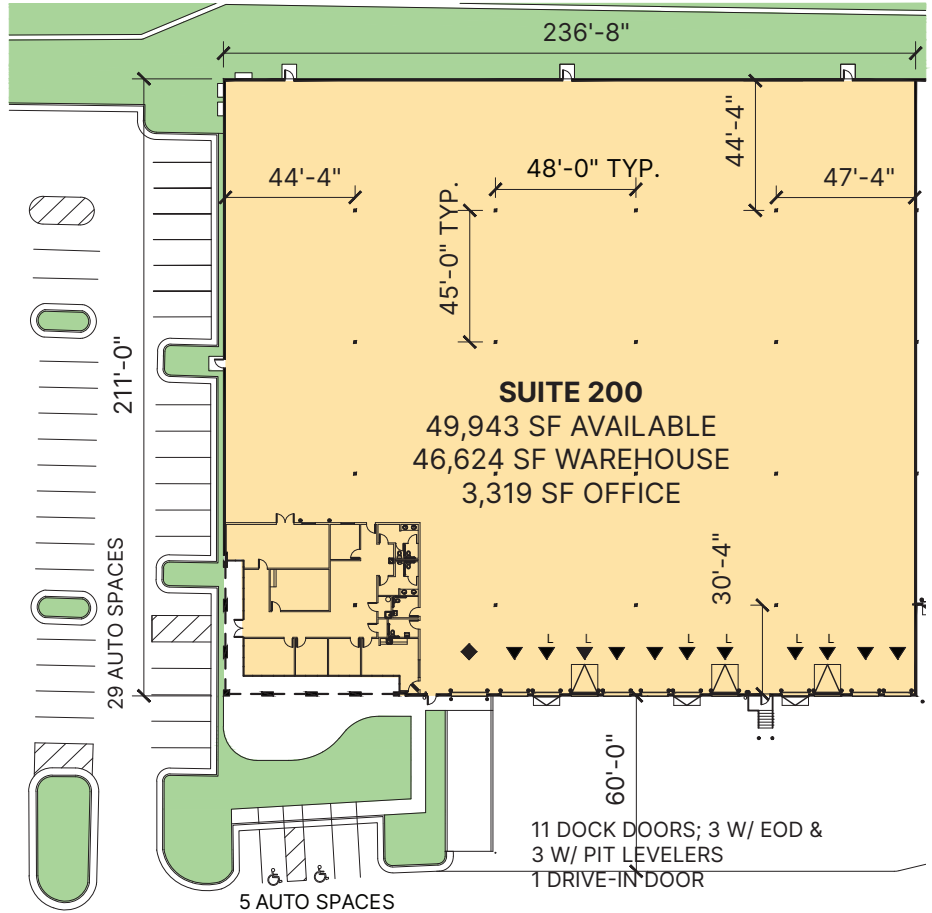 236'-8"
44'-4"
48'-0" TYP.
44'-4"
47'-4"
45'-0" TYP.
211'-0"
SUITE 200
49,943 SF AVAILABLE
46,624 SF WAREHOUSE
3,319 SF OFFICE
29 AUTO SPACES
30'-4"
L L L L L L
60'-0"
11 DOCK DOORS; 3 W/ EOD &
3 W/ PIT LEVELERS
1 DRIVE-IN DOOR
5 AUTO SPACES